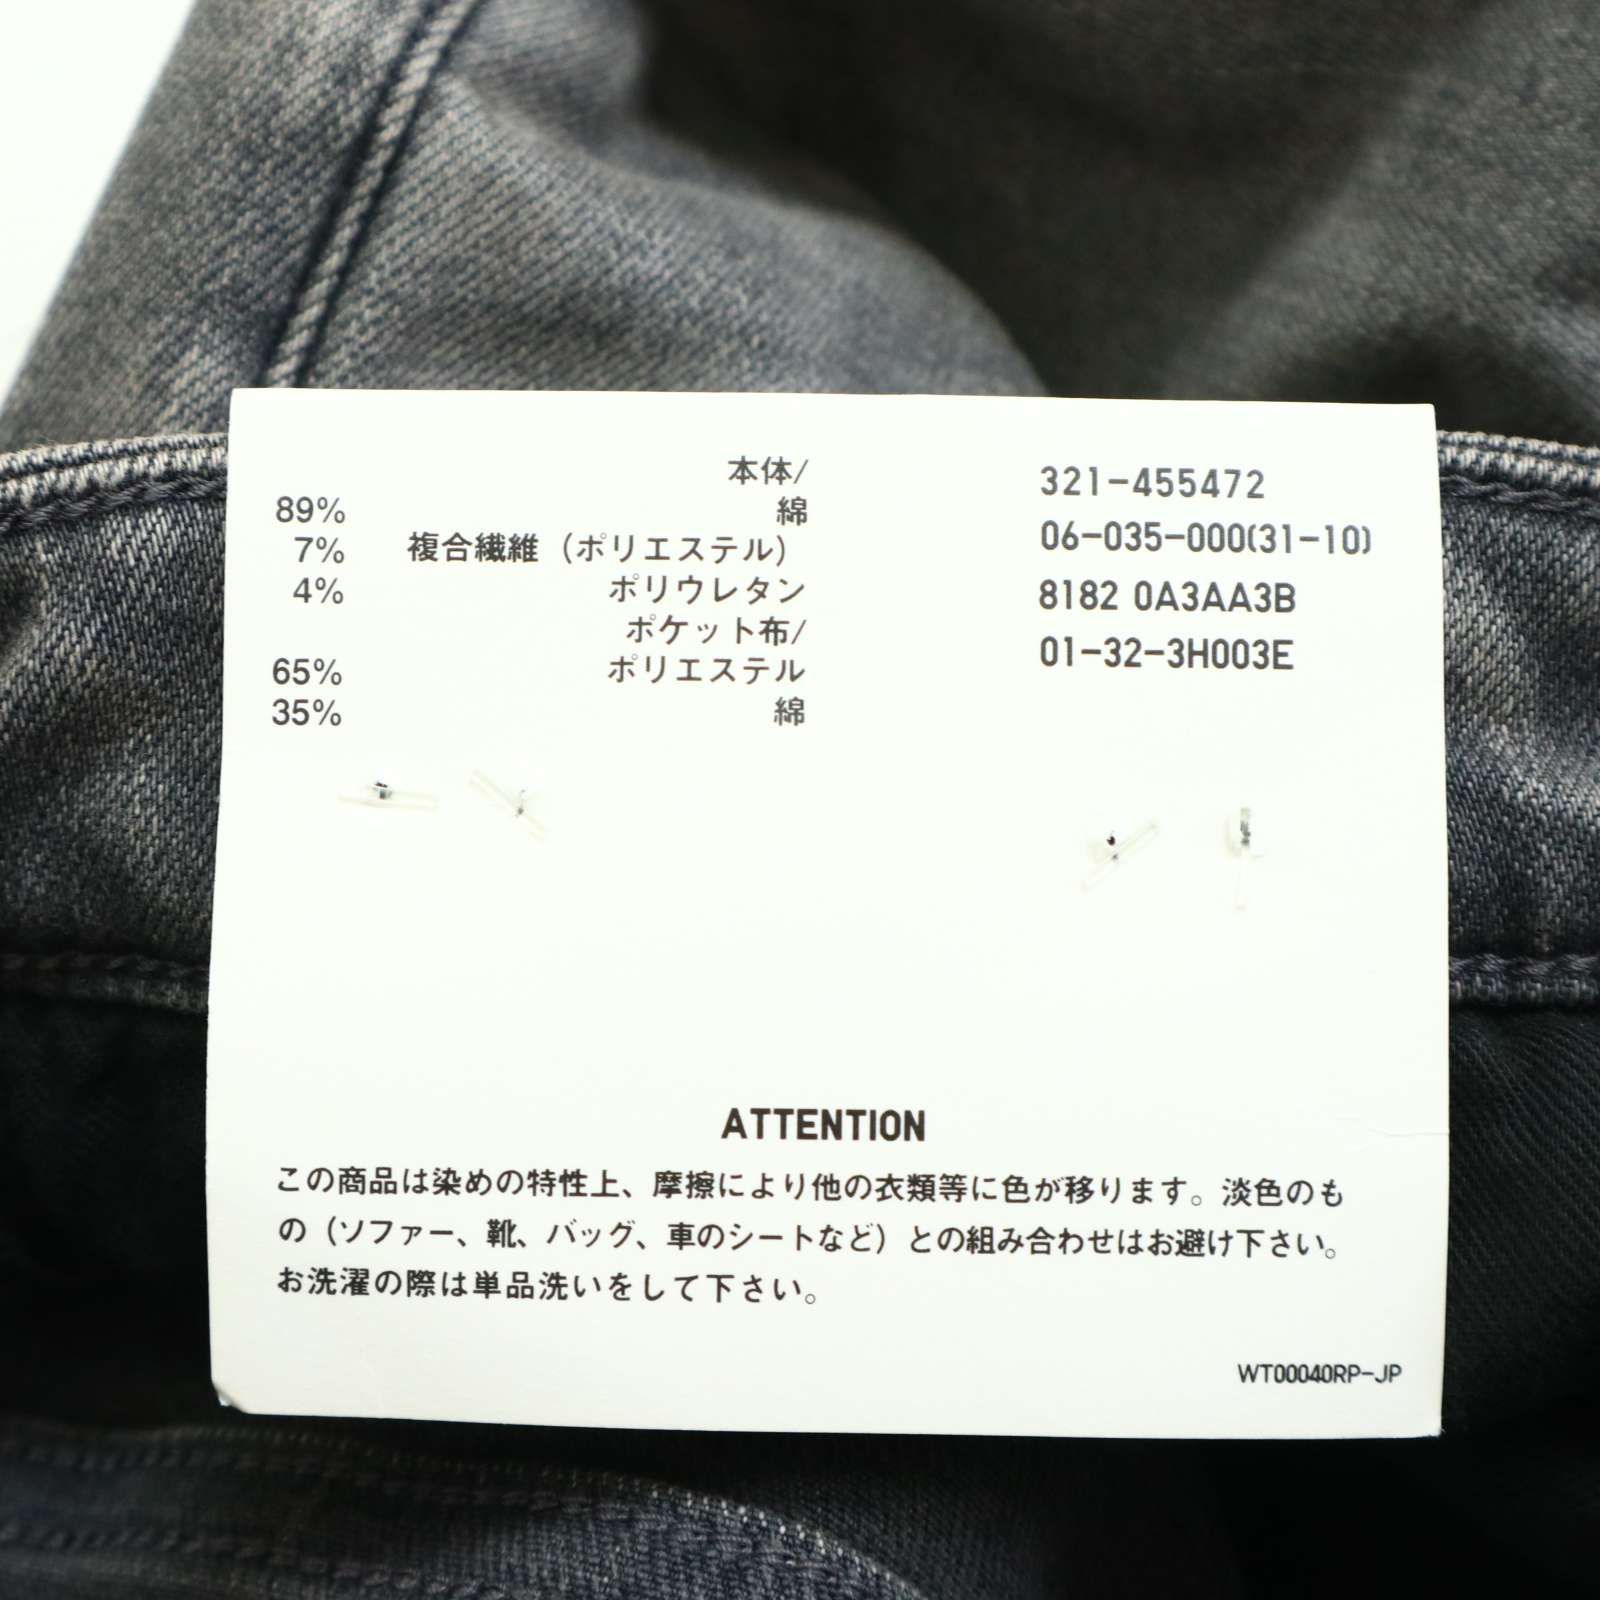 本体/
89% 綿
7% 複合繊維（ポリエステル）
4% ポリウレタン
ポケット布/
65% ポリエステル
35% 綿
321-455472
06-035-000(31-10)
8182 0A3AA3B
01-32-3H003E
ATTENTION
この商品は染めの特性上、摩擦により他の衣類等に色が移ります。淡色のも
の（ソファー、靴、バッグ、車のシートなど）との組み合わせはお避け下さい。
お洗濯の際は単品洗いをして下さい。
WT00040RP-JP